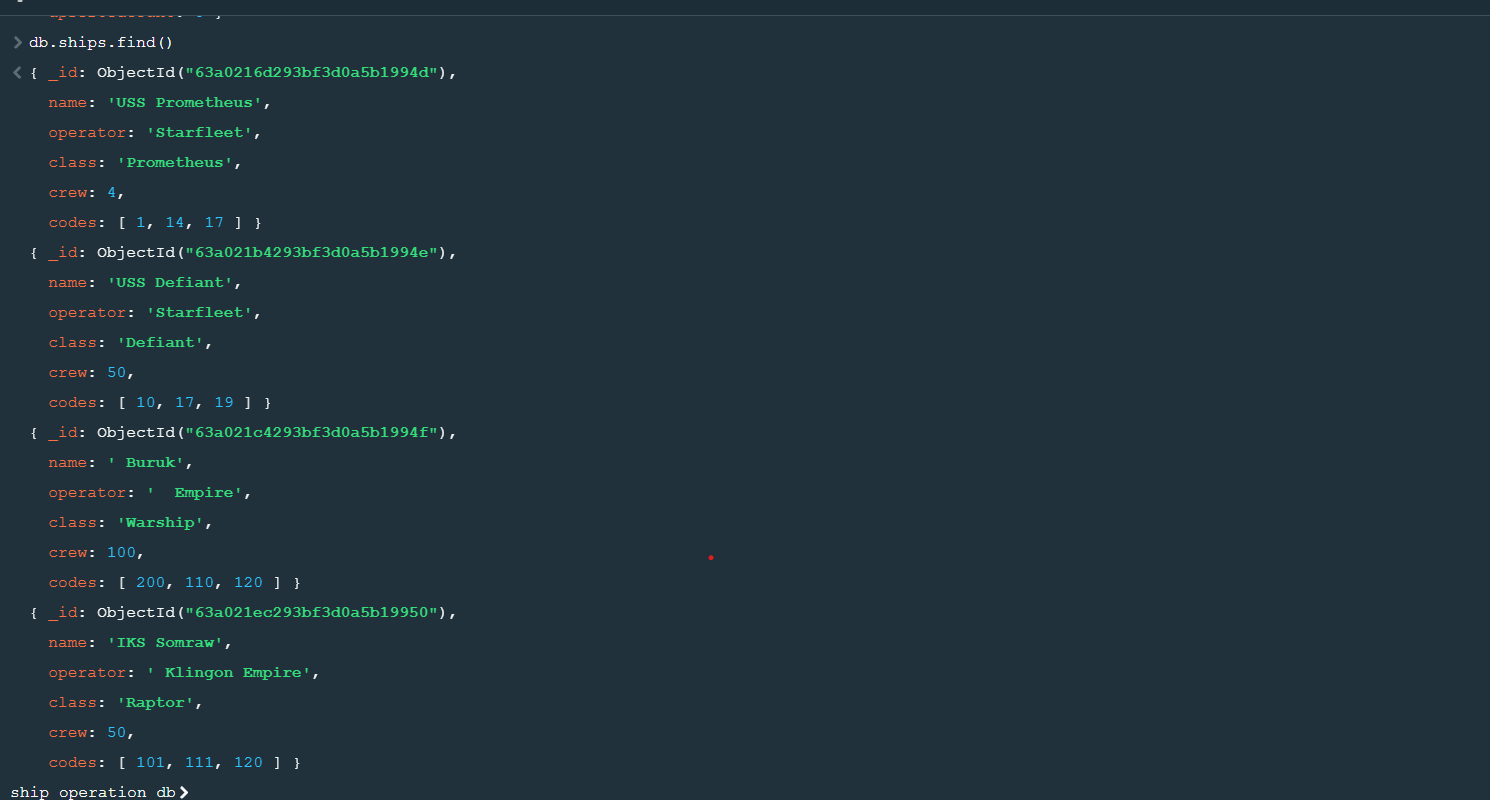 db.ships.find()
{ _id: ObjectId("63a0216d293bf3d0a5b1994d"),
name: 'USS Prometheus',
operator: 'Starfleet',
class: 'Prometheus',
crew: 4,
codes: [ 1, 14, 17 ] }
{ _id: ObjectId("63a021b4293bf3d0a5b1994e"),
name: 'USS Defiant',
operator: 'Starfleet',
class: 'Defiant',
crew: 50,
codes: [ 10, 17, 19 ] }
{ _id: ObjectId("63a021c4293bf3d0a5b1994f"),
name: ' Buruk',
operator: '  Empire',
class: 'Warship',
crew: 100,
codes: [ 200, 110, 120 ] }
{ _id: ObjectId("63a021ec293bf3d0a5b19950"),
name: 'IKS Somraw',
operator: ' Klingon Empire',
class: 'Raptor',
crew: 50,
codes: [ 101, 111, 120 ] }
ship operation db>